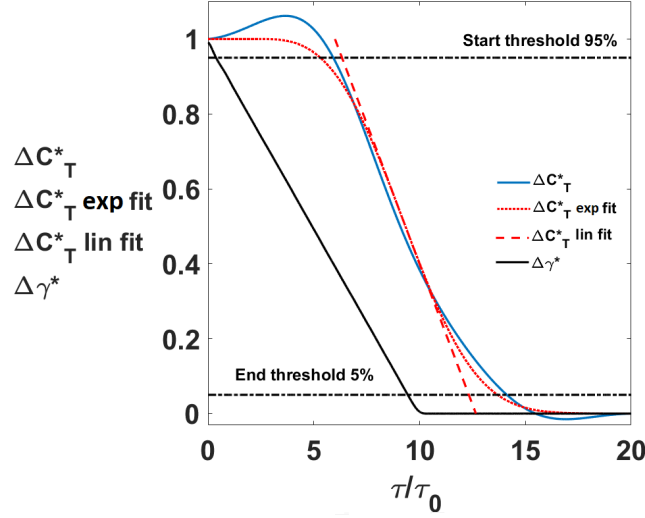 1
Start threshold 95%
0.8
ΔC*T
ΔC*T exp fit
ΔC*T lin fit
Δγ*
0.6
ΔC*T
ΔC*T exp fit
ΔC*T lin fit
Δγ*
0.4
0.2
End threshold 5%
0
0 5 10 15 20
τ/τ0